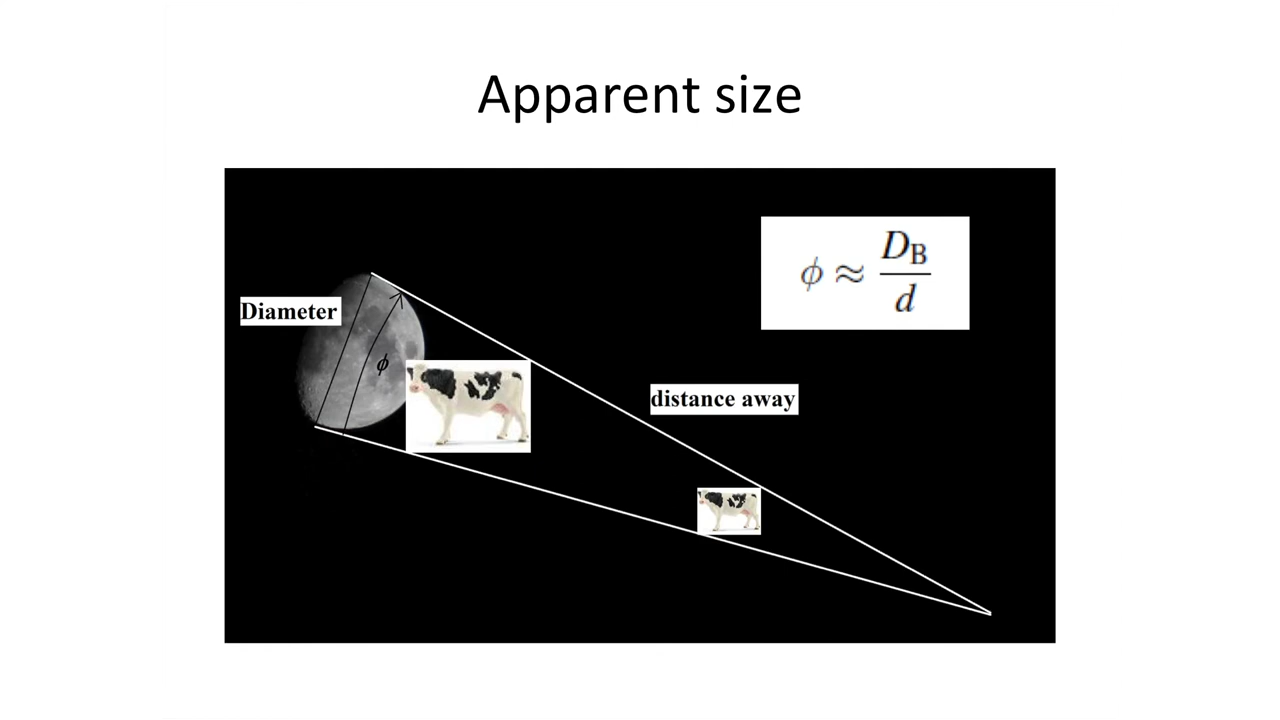 Apparent size
Diameter
ϕ
ϕ ≈ D_B / d
distance away